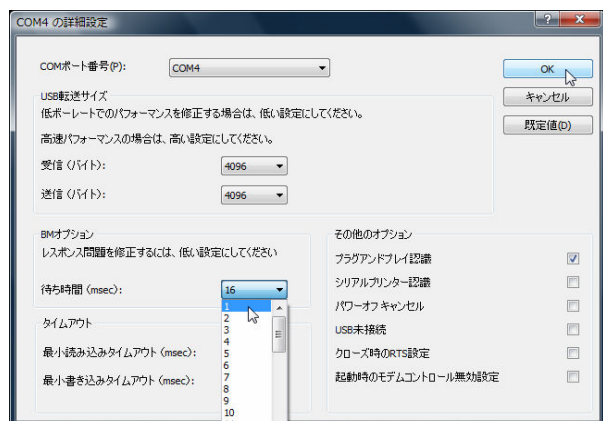 COM4 の詳細設定
COMポート番号(P):
COM4
OK
キャンセル
既定値(D)
USB転送サイズ
低ボーレートでのパフォーマンスを修正する場合は、低い設定にしてください。
高速パフォーマンスの場合は、高い設定にしてください。
受信 (バイト):
4096
送信 (バイト):
4096
BMオプション
レスポンス問題を修正するには、低い設定にしてください
待ち時間 (msec):
16
1
2
3
4
5
6
7
8
9
10
タイムアウト
最小読み込みタイムアウト (msec):
最小書き込みタイムアウト (msec):
その他のオプション
プラグアンドプレイ認識
シリアルプリンター認識
パワーオフキャンセル
USB未接続
クローズ時のRTS設定
起動時のモデムコントロール無効設定